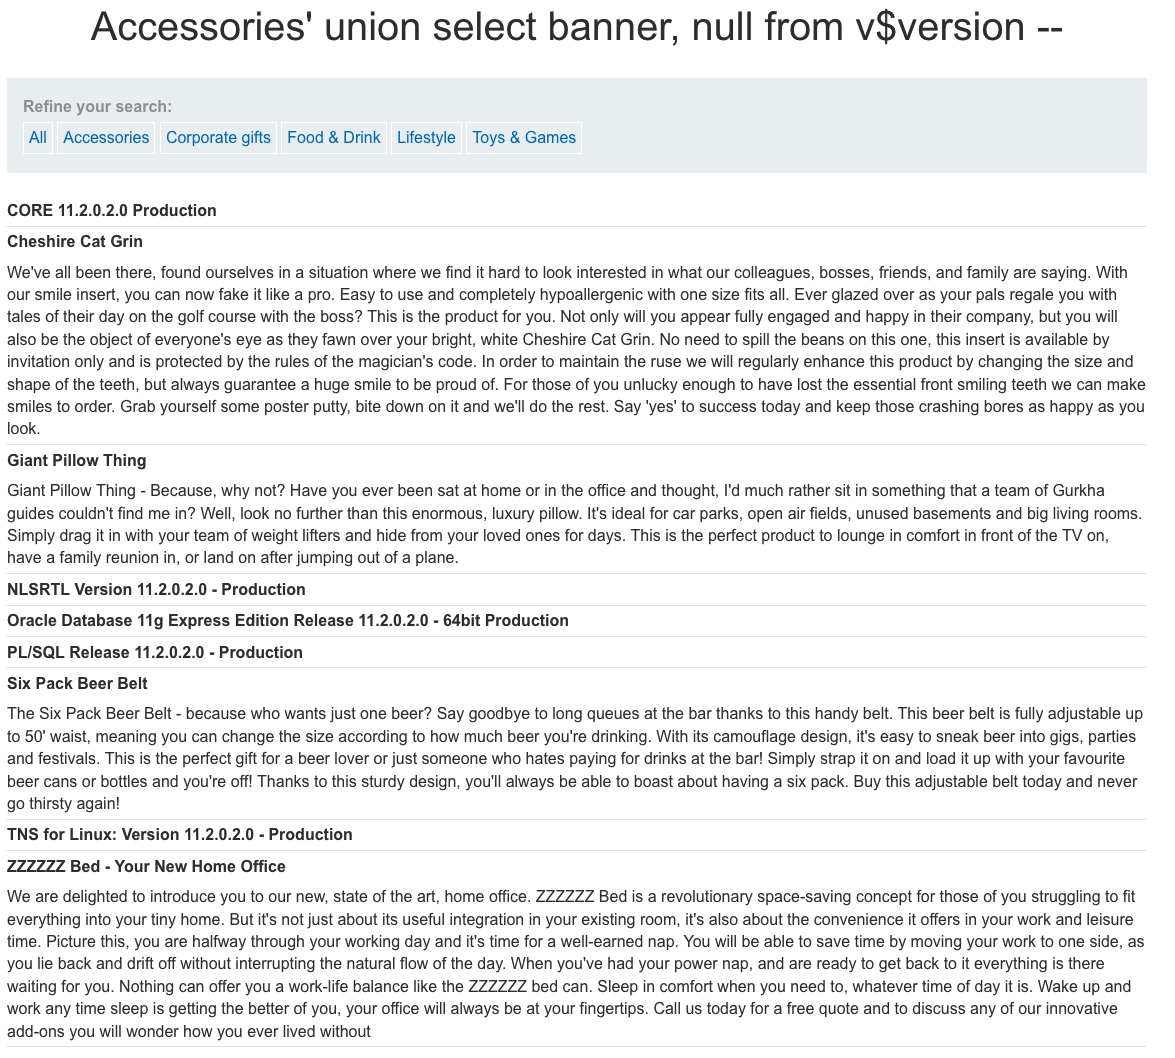 Accessories' union select banner, null from v$version --
Refine your search:
All Accessories Corporate gifts Food & Drink Lifestyle Toys & Games
CORE 11.2.0.2.0 Production
Cheshire Cat Grin
We've all been there, found ourselves in a situation where we find it hard to look interested in what our colleagues, bosses, friends, and family are saying. With
our smile insert, you can now fake it like a pro. Easy to use and completely hypoallergenic with one size fits all. Ever glazed over as your pals regale you with
tales of their day on the golf course with the boss? This is the product for you. Not only will you appear fully engaged and happy in their company, but you will
also be the object of everyone's eye as they fawn over your bright, white Cheshire Cat Grin. No need to spill the beans on this one, this insert is available by
invitation only and is protected by the rules of the magician's code. In order to maintain the ruse we will regularly enhance this product by changing the size and
shape of the teeth, but always guarantee a huge smile to be proud of. For those of you unlucky enough to have lost the essential front smiling teeth we can make
smiles to order. Grab yourself some poster putty, bite down on it and we'll do the rest. Say 'yes' to success today and keep those crashing bores as happy as you
look.
Giant Pillow Thing
Giant Pillow Thing - Because, why not? Have you ever been sat at home or in the office and thought, I'd much rather sit in something that a team of Gurkha
guides couldn't find me in? Well, look no further than this enormous, luxury pillow. It's ideal for car parks, open air fields, unused basements and big living rooms.
Simply drag it in with your team of weight lifters and hide from your loved ones for days. This is the perfect product to lounge in comfort in front of the TV on,
have a family reunion in, or land on after jumping out of a plane.
NLSRTL Version 11.2.0.2.0 - Production
Oracle Database 11g Express Edition Release 11.2.0.2.0 - 64bit Production
PL/SQL Release 11.2.0.2.0 - Production
Six Pack Beer Belt
The Six Pack Beer Belt - because who wants just one beer? Say goodbye to long queues at the bar thanks to this handy belt. This beer belt is fully adjustable up
to 50' waist, meaning you can change the size according to how much beer you're drinking. With its camouflage design, it's easy to sneak beer into gigs, parties
and festivals. This is the perfect gift for a beer lover or just someone who hates paying for drinks at the bar! Simply strap it on and load it up with your favourite
beer cans or bottles and you're off! Thanks to this sturdy design, you'll always be able to boast about having a six pack. Buy this adjustable belt today and never
go thirsty again!
TNS for Linux: Version 11.2.0.2.0 - Production
ZZZZZZ Bed - Your New Home Office
We are delighted to introduce you to our new, state of the art, home office. ZZZZZZ Bed is a revolutionary space-saving concept for those of you struggling to fit
everything into your tiny home. But it's not just about its useful integration in your existing room, it's also about the convenience it offers in your work and leisure
time. Picture this, you are halfway through your working day and it's time for a well-earned nap. You will be able to save time by moving your work to one side, as
you lie back and drift off without interrupting the natural flow of the day. When you've had your power nap, and are ready to get back to it everything is there
waiting for you. Nothing can offer you a work-life balance like the ZZZZZZ bed can. Sleep in comfort when you need to, whatever time of day it is. Wake up and
work any time sleep is getting the better of you, your office will always be at your fingertips. Call us today for a free quote and to discuss any of our innovative
add-ons you will wonder how you ever lived without